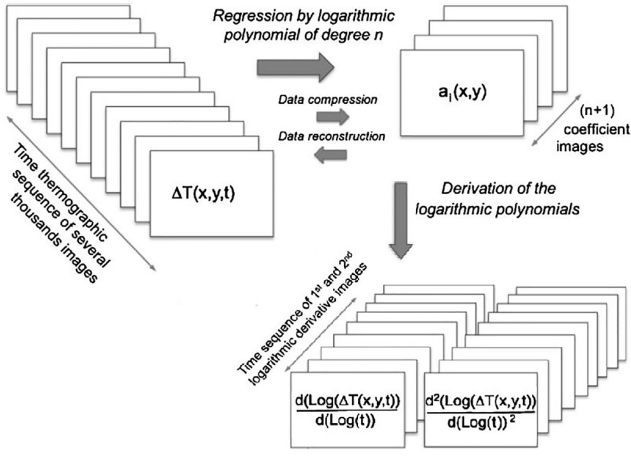 Regression by logarithmic
polynomial of degree n
Data compression
Data reconstruction
ΔT(x,y,t)
Time thermographic
sequence of several
thousands images
aᵢ(x,y)
(n+1)
coefficient
images
Derivation of the
logarithmic polynomials
Time sequence of 1st and 2nd
logarithmic derivative images
d(Log(ΔT(x,y,t))
d(Log(t))
d²(Log(ΔT(x,y,t))
d(Log(t))²